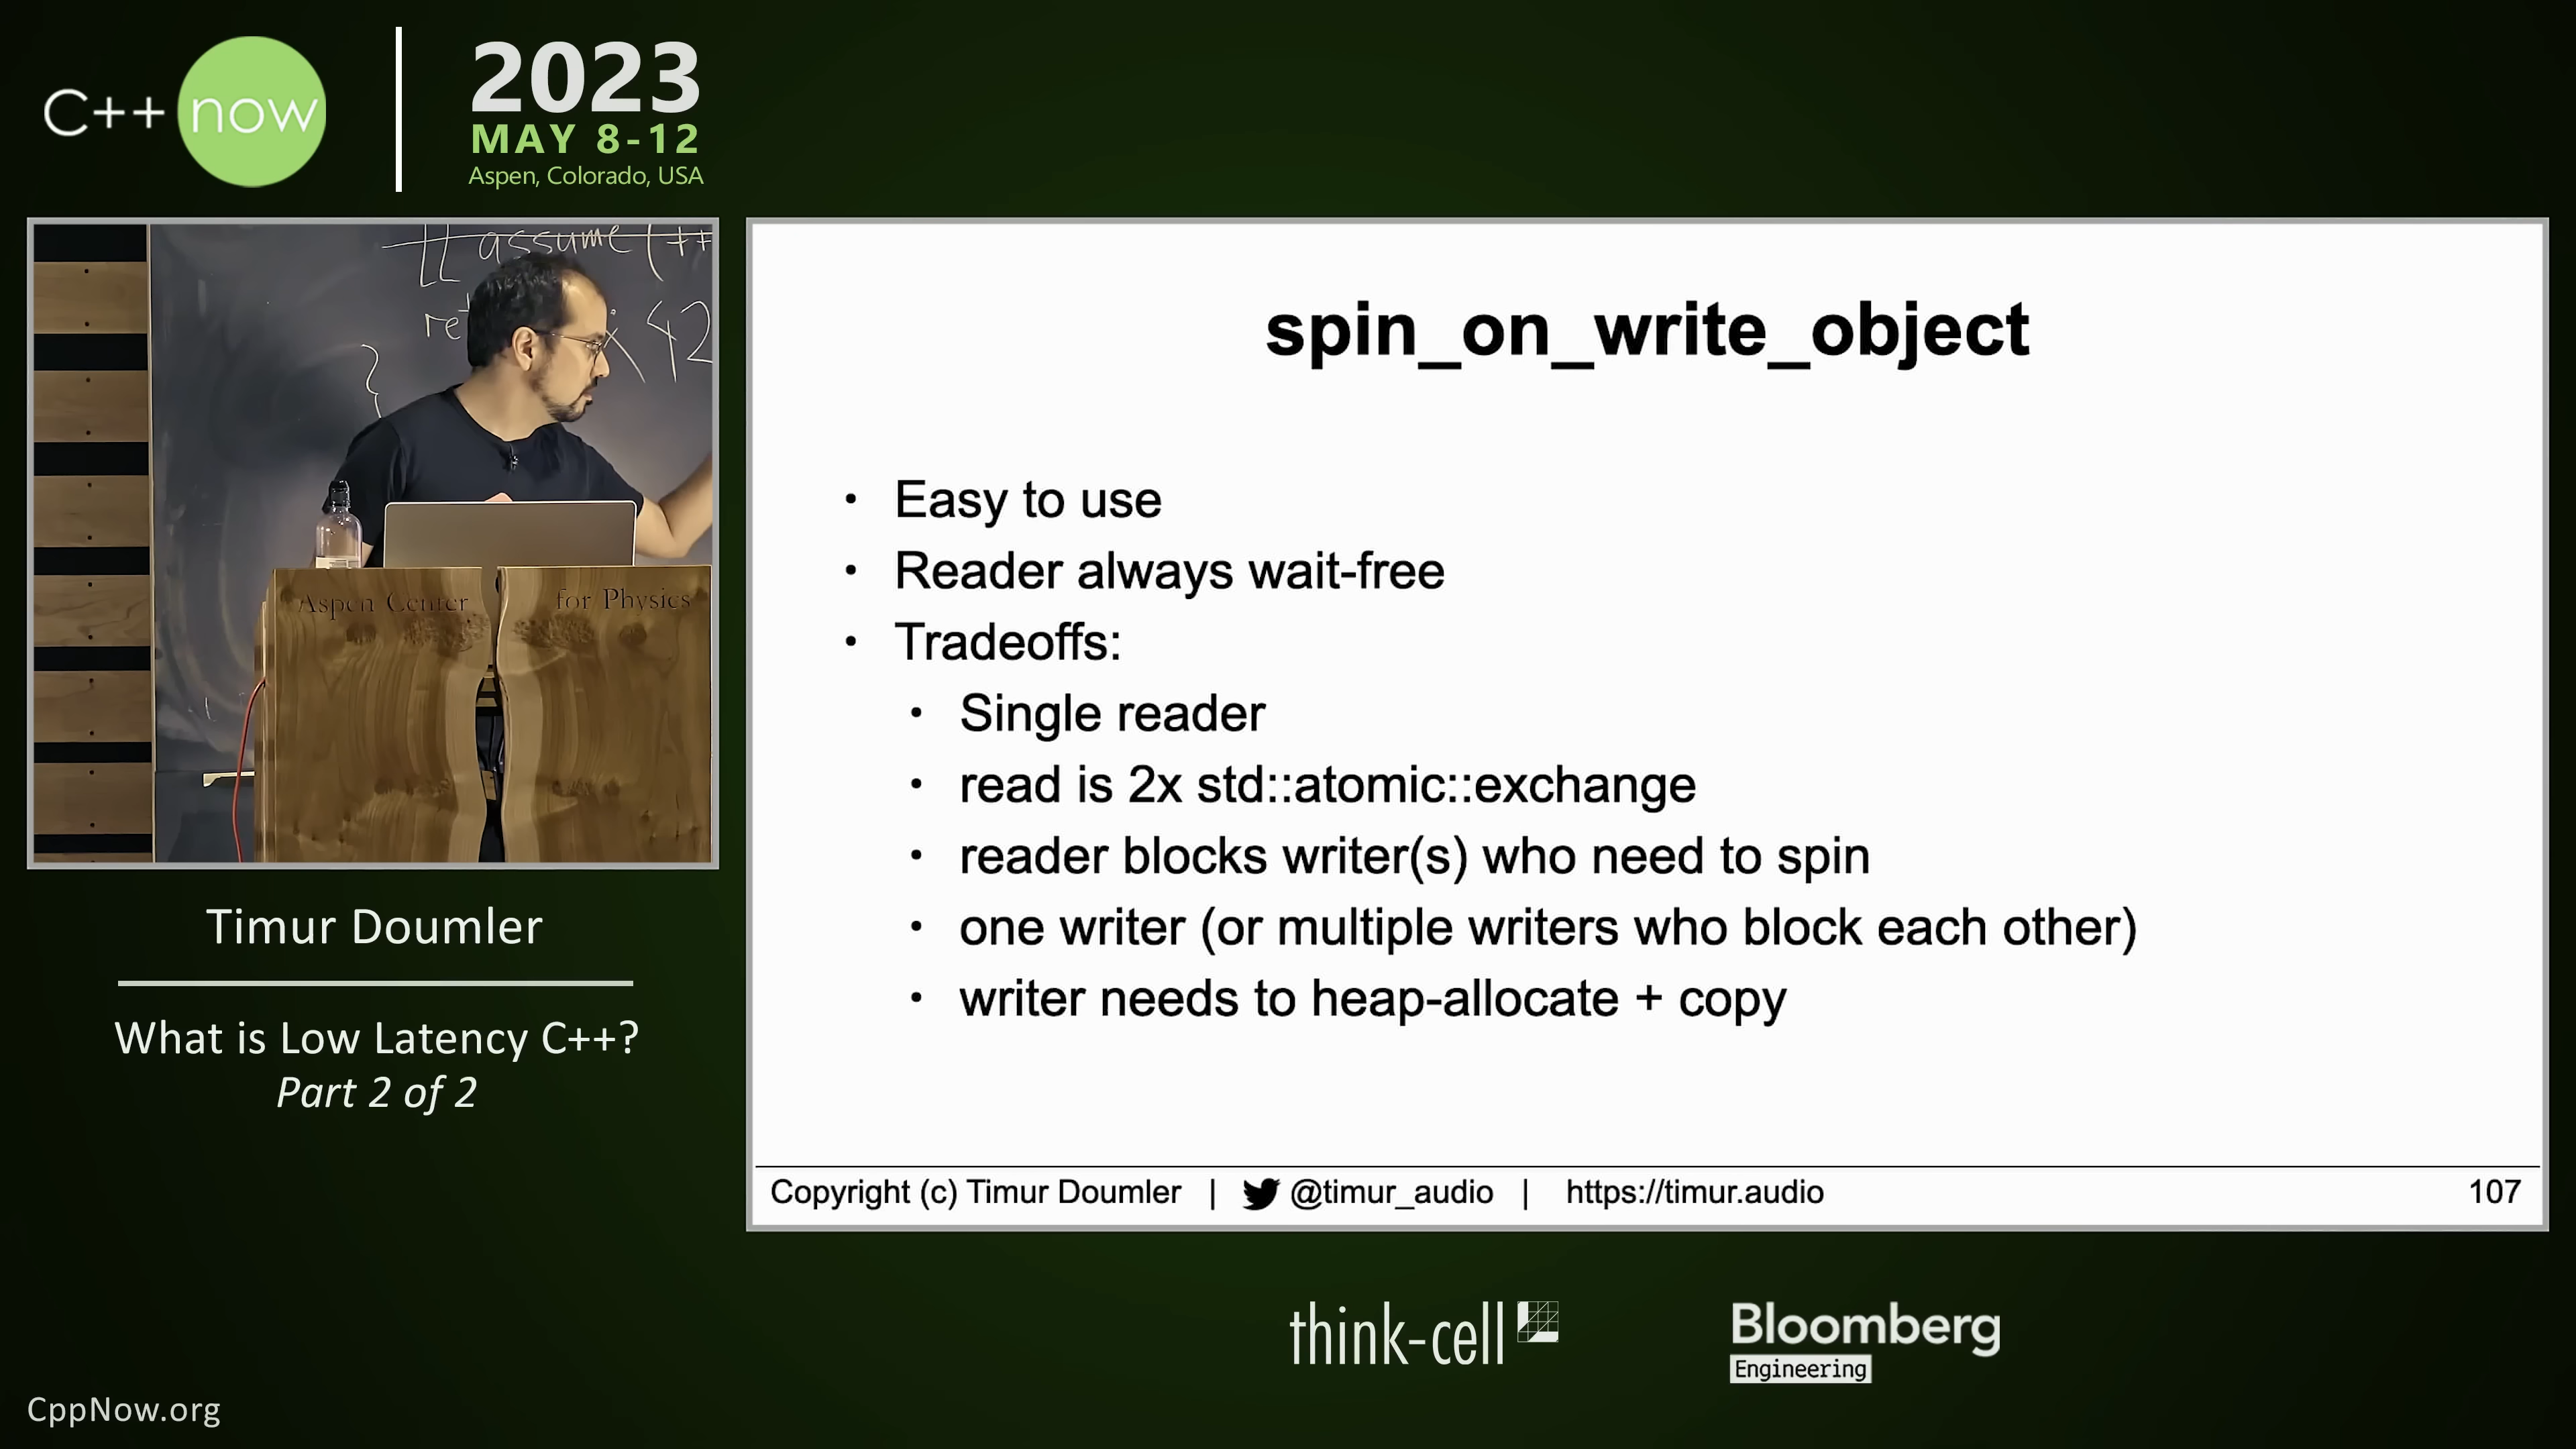 C++ now
2023
MAY 8-12
Aspen, Colorado, USA
[[ assume (
re
}
Aspen Center for Physics
Timur Doumler
What is Low Latency C++?
Part 2 of 2
spin_on_write_object
• Easy to use
• Reader always wait-free
• Tradeoffs:
• Single reader
• read is 2x std::atomic::exchange
• reader blocks writer(s) who need to spin
• one writer (or multiple writers who block each other)
• writer needs to heap-allocate + copy
Copyright (c) Timur Doumler | @timur_audio | https://timur.audio
107
think-cell
Bloomberg
Engineering
CppNow.org